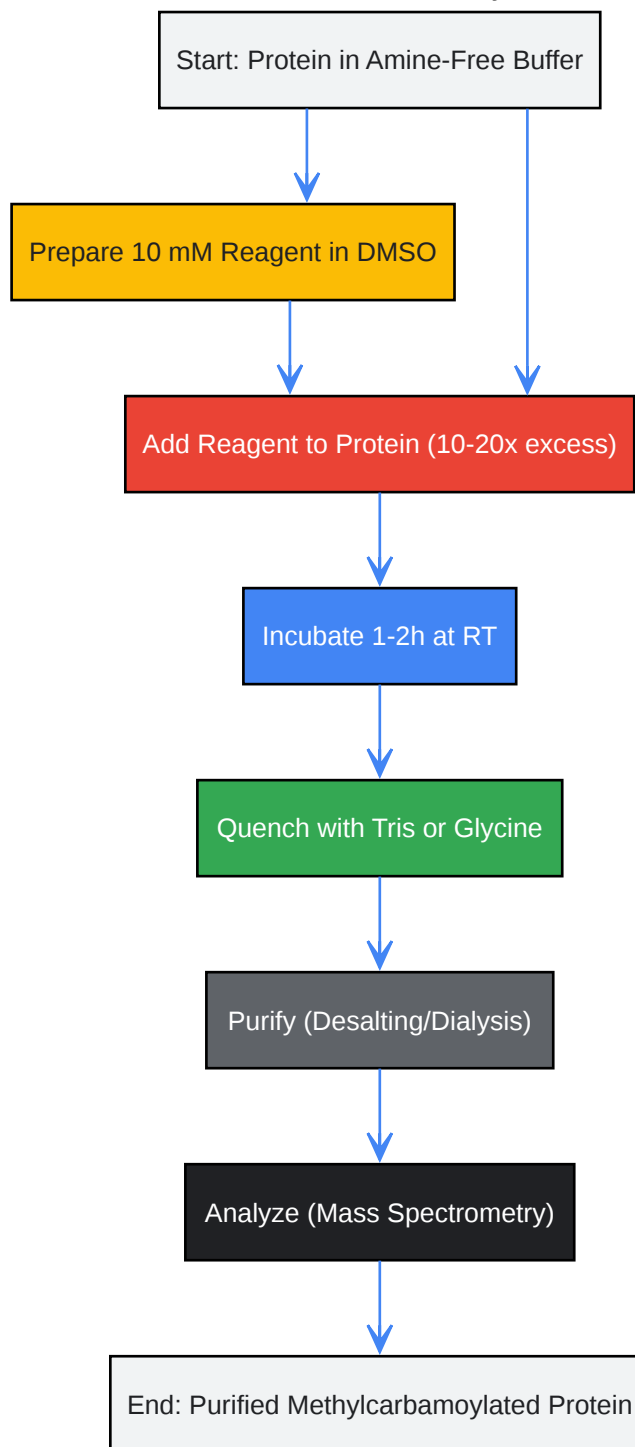 Start: Protein in Amine-Free Buffer
Prepare 10 mM Reagent in DMSO
Add Reagent to Protein (10-20x excess)
Incubate 1-2h at RT
Quench with Tris or Glycine
Purify (Desalting/Dialysis)
Analyze (Mass Spectrometry)
End: Purified Methylcarbamoylated Protein